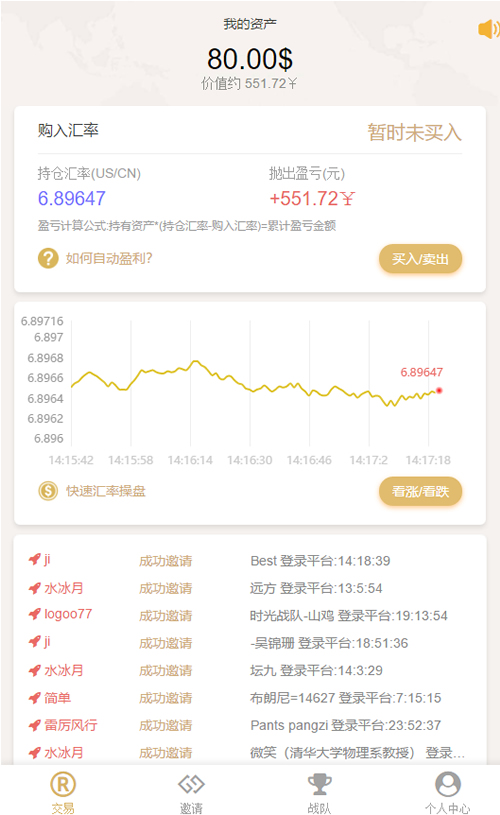 我的资产
80.00$
价值约 551.72￥
购入汇率 暂时未买入
持仓汇率(US/CN) 抛出盈亏(元)
6.89647 +551.72￥
盈亏计算公式:持有资产*(持仓汇率-购入汇率)=累计盈亏金额
? 如何自动盈利? 买入/卖出
6.89716
6.897
6.8968
6.8966
6.8964
6.8962
6.896
6.89647
14:15:42 14:15:58 14:16:14 14:16:30 14:16:46 14:17:2 14:17:18
$ 快速汇率操盘 看涨/看跌
ji 成功邀请 Best 登录平台:14:18:39
水冰月 成功邀请 远方 登录平台:13:5:54
logoo77 成功邀请 时光战队-山鸡 登录平台:19:13:54
ji 成功邀请 -吴锦珊 登录平台:18:51:36
水冰月 成功邀请 坛九 登录平台:14:3:29
简单 成功邀请 布朗尼=14627 登录平台:7:15:15
雷厉风行 成功邀请 Pants pangzi 登录平台:23:52:37
水冰月 成功邀请 微笑（清华大学物理系教授） 登录...
R
交易 邀请 战队 个人中心